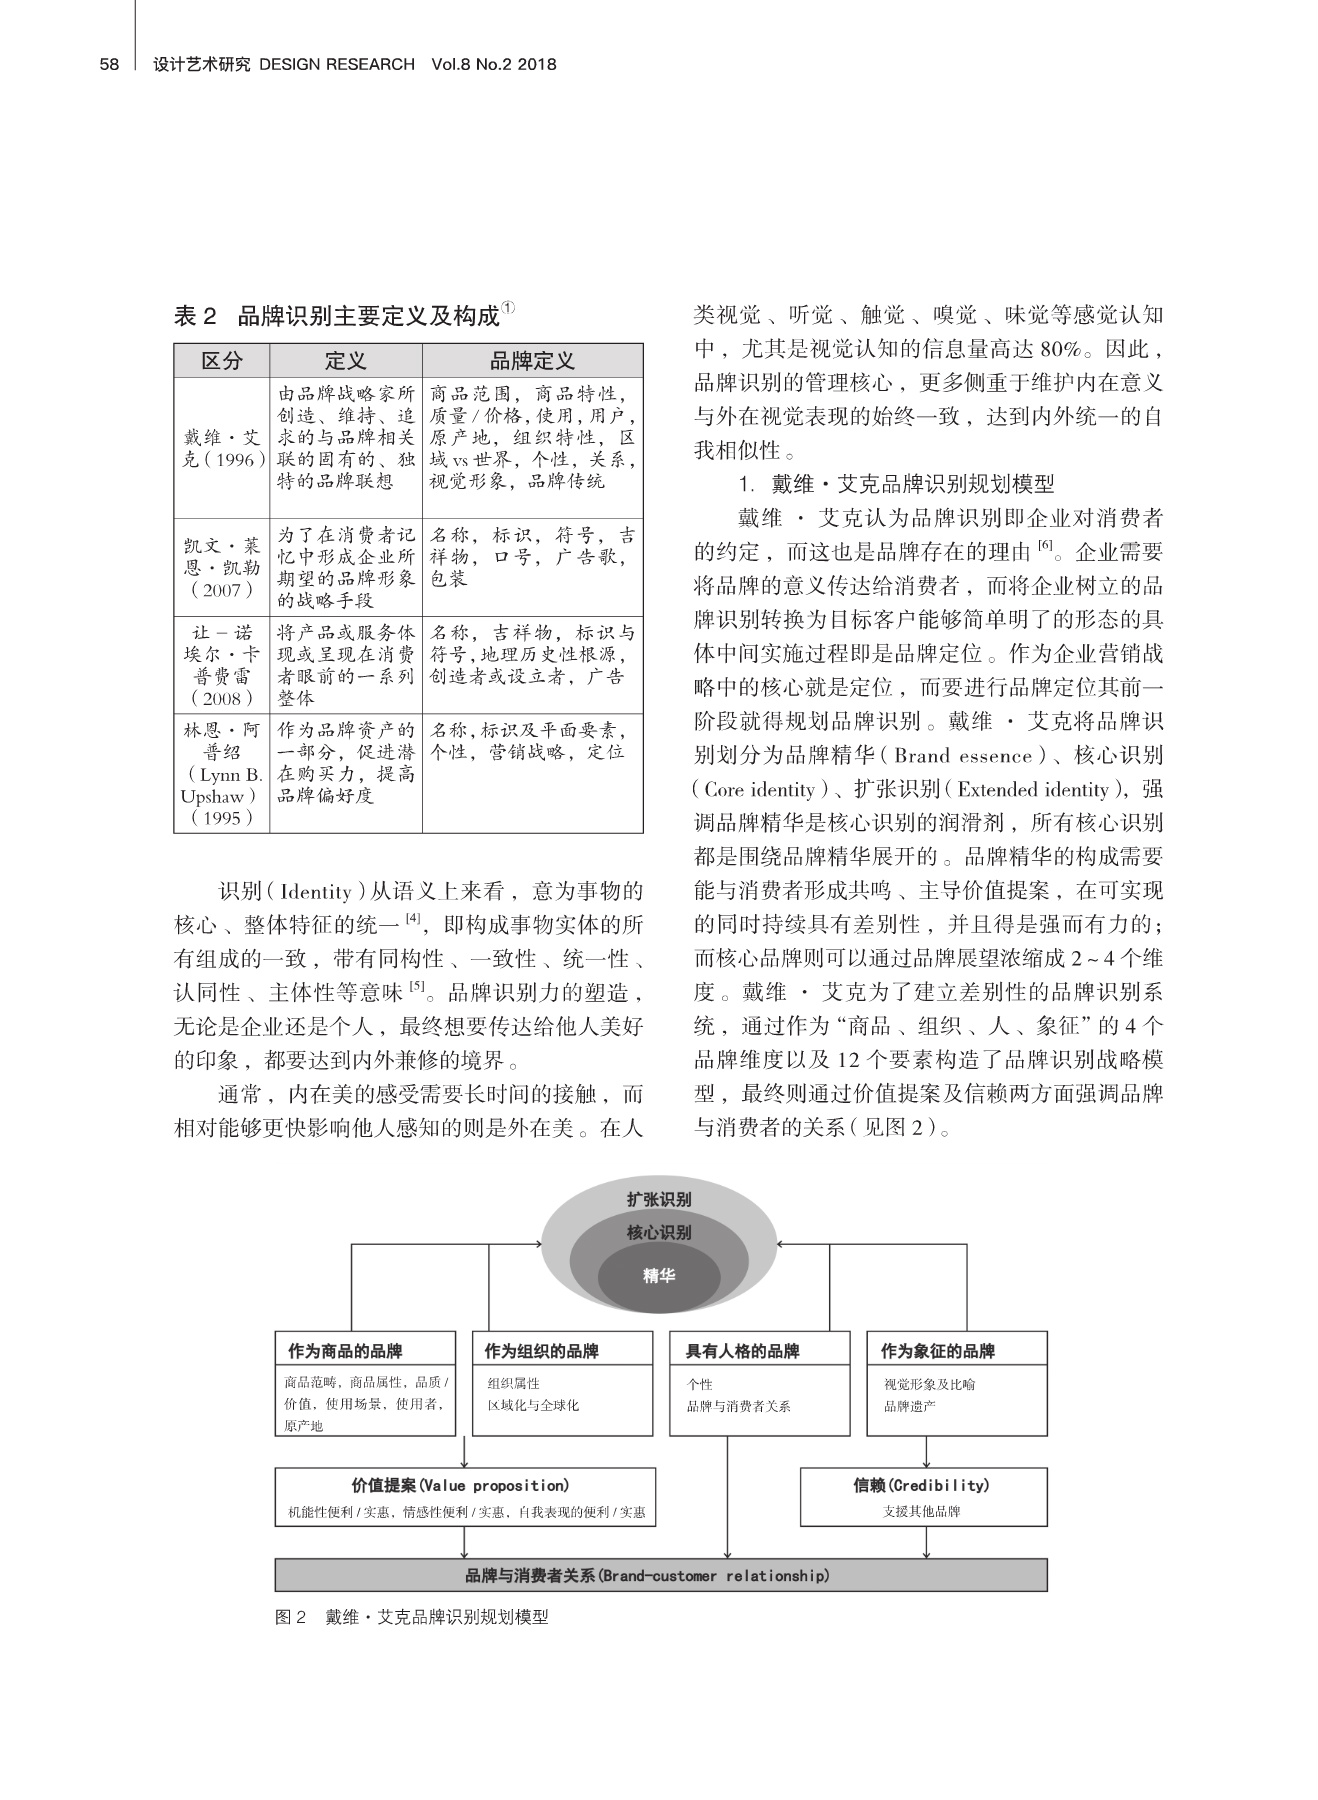 58 设计艺术研究 DESIGN RESEARCH Vol.8 No.2 2018
表 2 品牌识别主要定义及构成①
区分 定义 品牌定义
戴维·艾
克(1996)
由品牌战略家所
创造、维持、追
求的与品牌相关
联的固有的、独
特的品牌联想
商品范围，商品特性，
质量/价格，使用，用户，
原产地，组织特性，区
域 vs 世界，个性，关系，
视觉形象，品牌传统
凯文·莱
恩·凯勒
(2007)
为了在消费者记
忆中形成企业所
期望的品牌形象
的战略手段
名称，标识，符号，吉
祥物，口号，广告歌，
包装
让－诺
埃尔·卡
普费雷
(2008)
将产品或服务体
现或呈现在消费
者眼前的一系列
整体
名称，吉祥物，标识与
符号，地理历史性根源，
创造者或设立者，广告
林恩·阿
普绍
(Lynn B.
Upshaw)
(1995)
作为品牌资产的
一部分，促进潜
在购买力，提高
品牌偏好度
名称，标识及平面要素，
个性，营销战略，定位
识别(Identity)从语义上来看，意为事物的
核心、整体特征的统一[4]，即构成事物实体的所
有组成的一致，带有同构性、一致性、统一性、
认同性、主体性等意味[5]。品牌识别力的塑造，
无论是企业还是个人，最终想要传达给他人美好
的印象，都要达到内外兼修的境界。
通常，内在美的感受需要长时间的接触，而
相对能够更快影响他人感知的则是外在美。在人
类视觉、听觉、触觉、嗅觉、味觉等感觉认知
中，尤其是视觉认知的信息量高达 80%。因此，
品牌识别的管理核心，更多侧重于维护内在意义
与外在视觉表现的始终一致，达到内外统一的自
我相似性。
1. 戴维·艾克品牌识别规划模型
戴维·艾克认为品牌识别即企业对消费者
的约定，而这也是品牌存在的理由[6]。企业需要
将品牌的意义传达给消费者，而将企业树立的品
牌识别转换为目标客户能够简单明了的形态的具
体中间实施过程即是品牌定位。作为企业营销战
略中的核心就是定位，而要进行品牌定位其前一
阶段就得规划品牌识别。戴维·艾克将品牌识
别划分为品牌精华(Brand essence)、核心识别
(Core identity)、扩张识别(Extended identity)，强
调品牌精华是核心识别的润滑剂，所有核心识别
都是围绕品牌精华展开的。品牌精华的构成需要
能与消费者形成共鸣、主导价值提案，在可实现
的同时持续具有差别性，并且得是强而有力的；
而核心品牌则可以通过品牌展望浓缩成 2~4 个维
度。戴维·艾克为了建立差别性的品牌识别系
统，通过作为“商品、组织、人、象征”的 4 个
品牌维度以及 12 个要素构造了品牌识别战略模
型，最终则通过价值提案及信赖两方面强调品牌
与消费者的关系(见图 2)。
扩张识别
核心识别
精华
作为商品的品牌
商品范畴，商品属性，品质/
价值，使用场景，使用者，
原产地
作为组织的品牌
组织属性
区域化与全球化
具有人格的品牌
个性
品牌与消费者关系
作为象征的品牌
视觉形象及比喻
品牌遗产
价值提案(Value proposition)
机能性便利/实惠，情感性便利/实惠，自我表现的便利/实惠
信赖(Credibility)
支援其他品牌
品牌与消费者关系(Brand-customer relationship)
图 2 戴维·艾克品牌识别规划模型